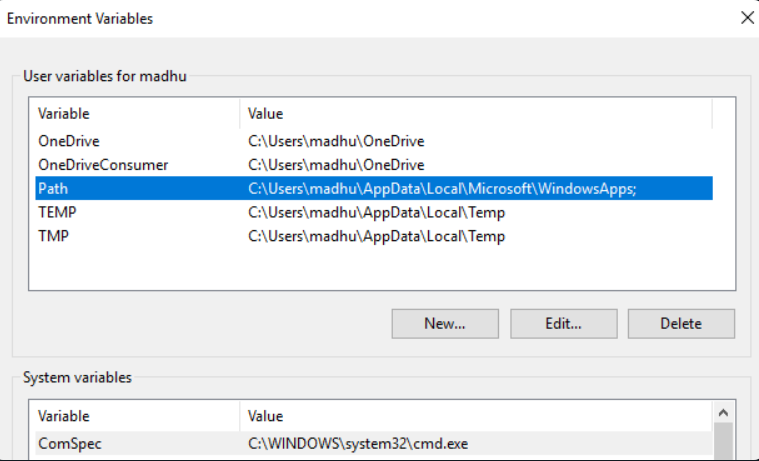 Environment Variables
User variables for madhu
Variable Value
OneDrive C:\Users\madhu\OneDrive
OneDriveConsumer C:\Users\madhu\OneDrive
Path C:\Users\madhu\AppData\Local\Microsoft\WindowsApps;
TEMP C:\Users\madhu\AppData\Local\Temp
TMP C:\Users\madhu\AppData\Local\Temp
New... Edit... Delete
System variables
Variable Value
ComSpec C:\WINDOWS\system32\cmd.exe